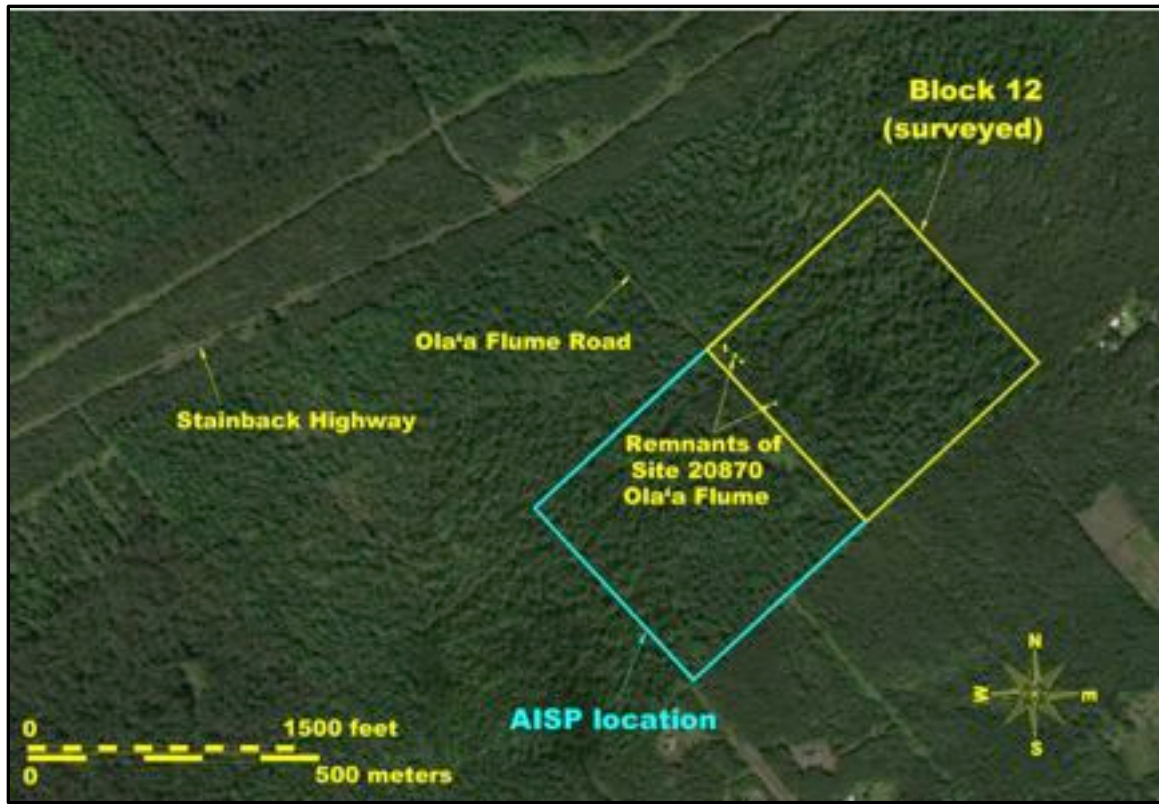 Block 12
(surveyed)
Ola‘a Flume Road
Stainback Highway
Remnants of
Site 20870
Ola‘a Flume
N
W
E
S
AISP location
0
1500 feet
0
500 meters